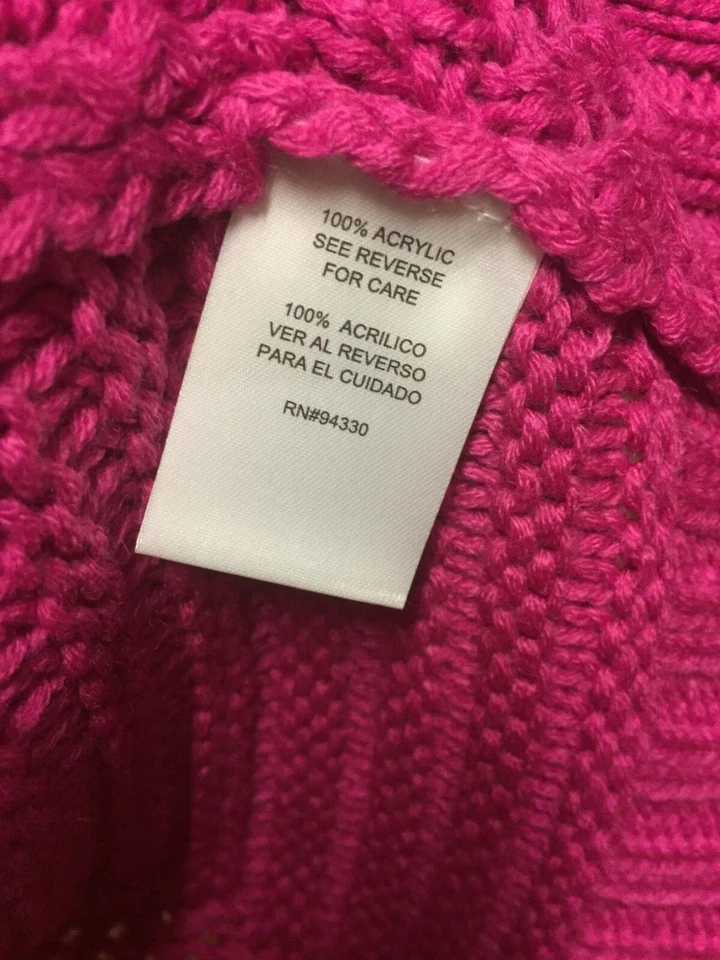 100% ACRYLIC
SEE REVERSE
FOR CARE
100% ACRILICO
VER AL REVERSO
PARA EL CUIDADO
RN#94330